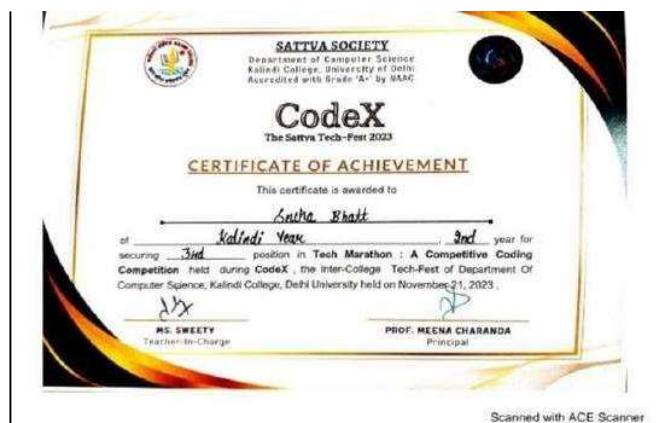 SATTVA SOCIETY
Department of Computer Science
Kalindi College, University of Delhi
Accredited with Grade 'A+' by NAAC
CodeX
The Sattva Tech-Fest 2023
CERTIFICATE OF ACHIEVEMENT
This certificate is awarded to
Bhatt
of Kalindi Year, 2nd year for
securing 3rd position in Tech Marathon : A Competitive Coding
Competition held during CodeX , the Inter-College Tech-Fest of Department Of
Computer Science, Kalindi College, Delhi University held on November 21, 2023 .
MS. SWEETY
Teacher-In-Charge
PROF. MEENA CHARANDA
Principal
Scanned with ACE Scanner